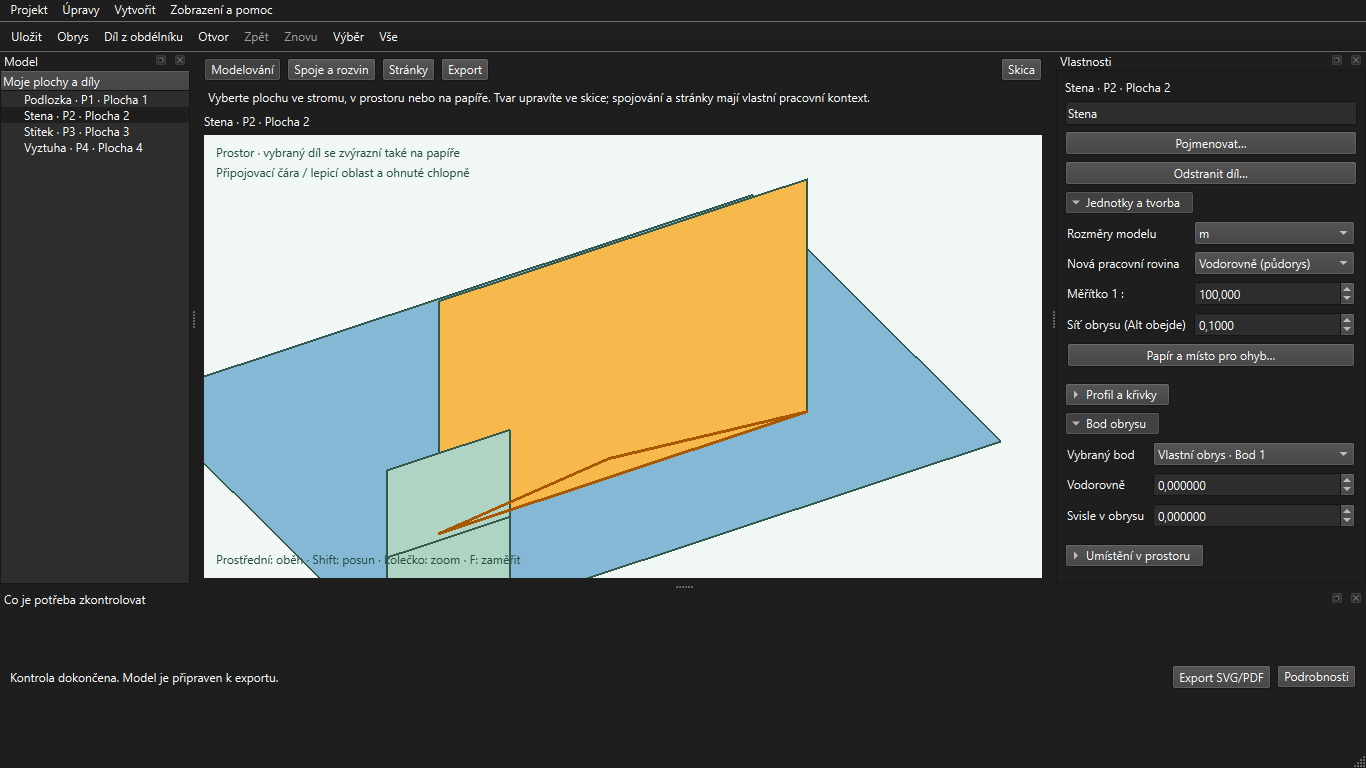 Projekt Úpravy Vytvořit Zobrazení a pomoc
Uložit Obrys Díl z obdélníku Otvor Zpět Znovu Výběr Vše
Model
Moje plochy a díly
Podlozka · P1 · Plocha 1
Stena · P2 · Plocha 2
Stitek · P3 · Plocha 3
Vyztuha · P4 · Plocha 4
Modelování Spoje a rozvin Stránky Export Skica
Vyberte plochu ve stromu, v prostoru nebo na papíře. Tvar upravíte ve skice; spojování a stránky mají vlastní pracovní kontext.
Stena · P2 · Plocha 2
Prostor · vybraný díl se zvýrazní také na papíře
Připojovací čára / lepicí oblast a ohnuté chlopně
Prostřední: oběh · Shift: posun · kolečko: zoom · F: zaměřit
Vlastnosti
Stena · P2 · Plocha 2
Stena
Pojmenovat...
Odstranit díl...
Jednotky a tvorba
Rozměry modelu m
Nová pracovní rovina Vodorovně (půdorys)
Měřítko 1 : 100,000
Síť obrysu (Alt obejde) 0,1000
Papír a místo pro ohyb...
Profil a křivky
Bod obrysu
Vybraný bod Vlastní obrys · Bod 1
Vodorovně 0,000000
Svisle v obrysu 0,000000
Umístění v prostoru
Co je potřeba zkontrolovat
Kontrola dokončena. Model je připraven k exportu.
Export SVG/PDF Podrobnosti